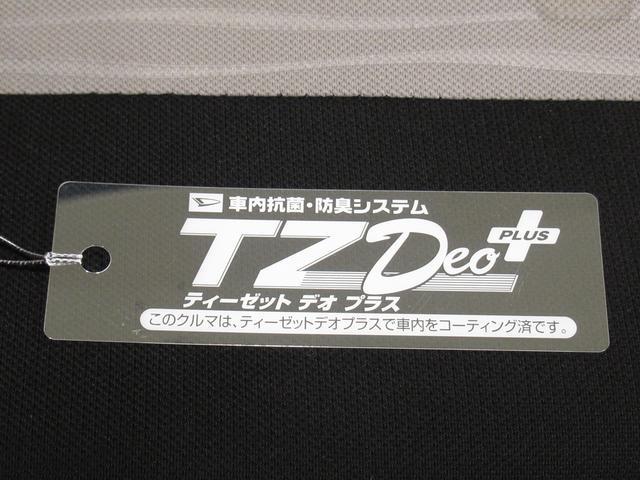 車内抗菌・防臭システム
TZ Deo PLUS
ティーゼット デオ プラス
このクルマは、ティーゼットデオプラスで車内をコーティング済です。